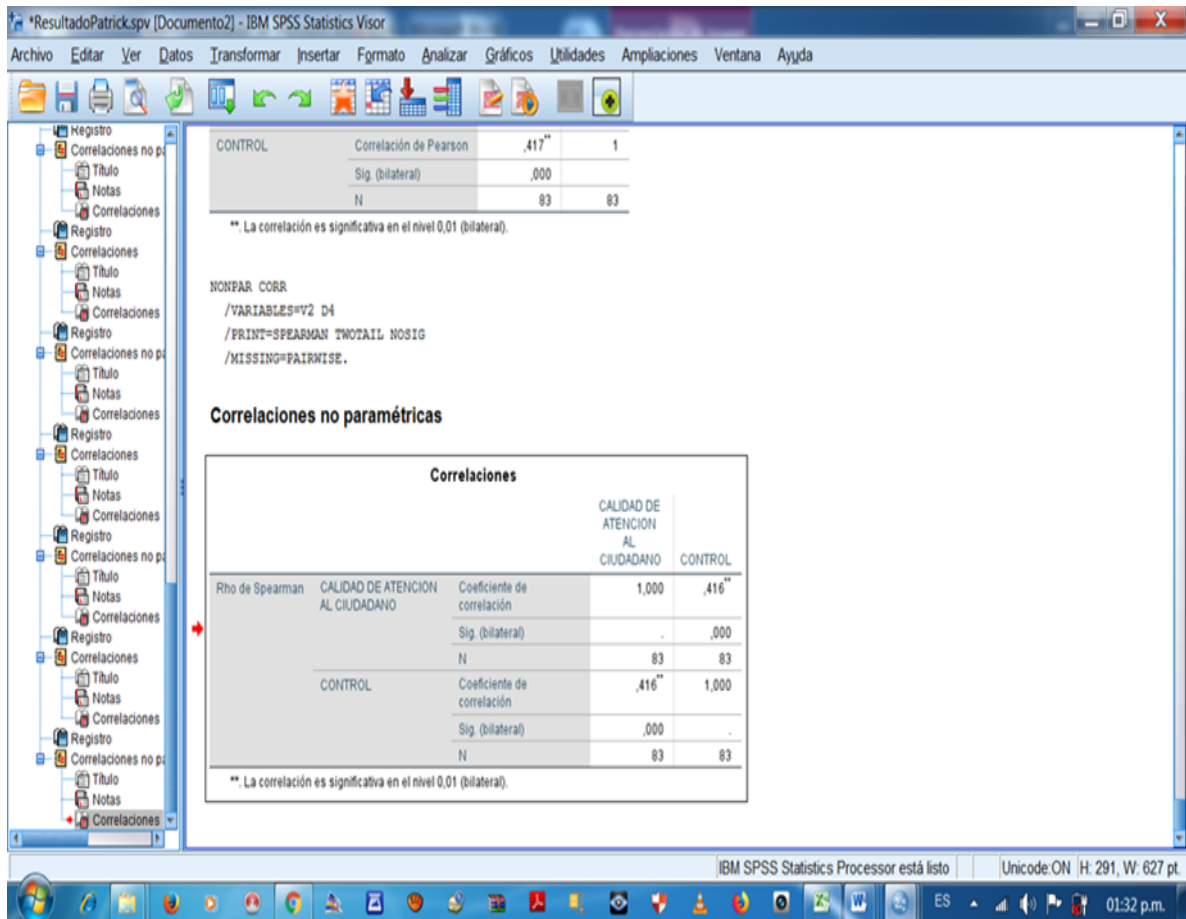 *ResultadoPatrick.spv [Documento2] - IBM SPSS Statistics Visor
Archivo Editar Ver Datos Transformar Insertar Formato Analizar Gráficos Utilidades Ampliaciones Ventana Ayuda
Registro
Correlaciones no pa
Título
Notas
Correlaciones
Registro
Correlaciones
Título
Notas
Correlaciones
Registro
Correlaciones no pa
Título
Notas
Correlaciones
Registro
Correlaciones
Título
Notas
Correlaciones
Registro
Correlaciones no pa
Título
Notas
Correlaciones
Registro
Correlaciones
Título
Notas
Correlaciones
Registro
Correlaciones no pa
Título
Notas
Correlaciones
CONTROL Correlación de Pearson ,417** 1
Sig. (bilateral) ,000
N 83 83
**. La correlación es significativa en el nivel 0,01 (bilateral).
NONPAR CORR
/VARIABLES=V2 D4
/PRINT=SPEARMAN TWOTAIL NOSIG
/MISSING=PAIRWISE.
Correlaciones no paramétricas
Correlaciones
CALIDAD DE
ATENCION
AL
CIUDADANO CONTROL
Rho de Spearman CALIDAD DE ATENCION AL CIUDADANO Coeficiente de correlación 1,000 ,416**
Sig. (bilateral) . ,000
N 83 83
CONTROL Coeficiente de correlación ,416** 1,000
Sig. (bilateral) ,000 .
N 83 83
**. La correlación es significativa en el nivel 0,01 (bilateral).
IBM SPSS Statistics Processor está listo Unicode:ON H: 291, W: 627 pt.
ES 01:32 p.m.